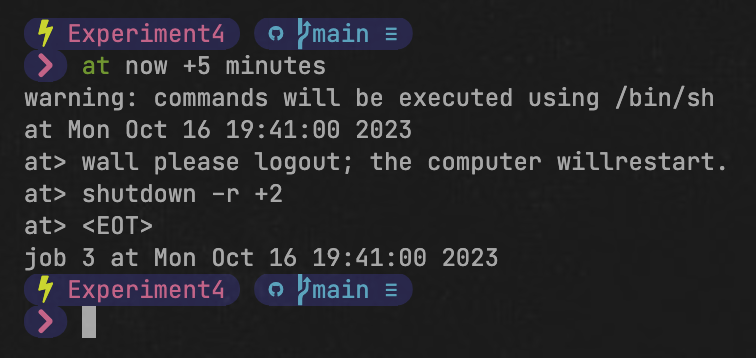 Experiment4 main ≡
❯ at now +5 minutes
warning: commands will be executed using /bin/sh
at Mon Oct 16 19:41:00 2023
at> wall please logout; the computer willrestart.
at> shutdown -r +2
at> <EOT>
job 3 at Mon Oct 16 19:41:00 2023
Experiment4 main ≡
❯